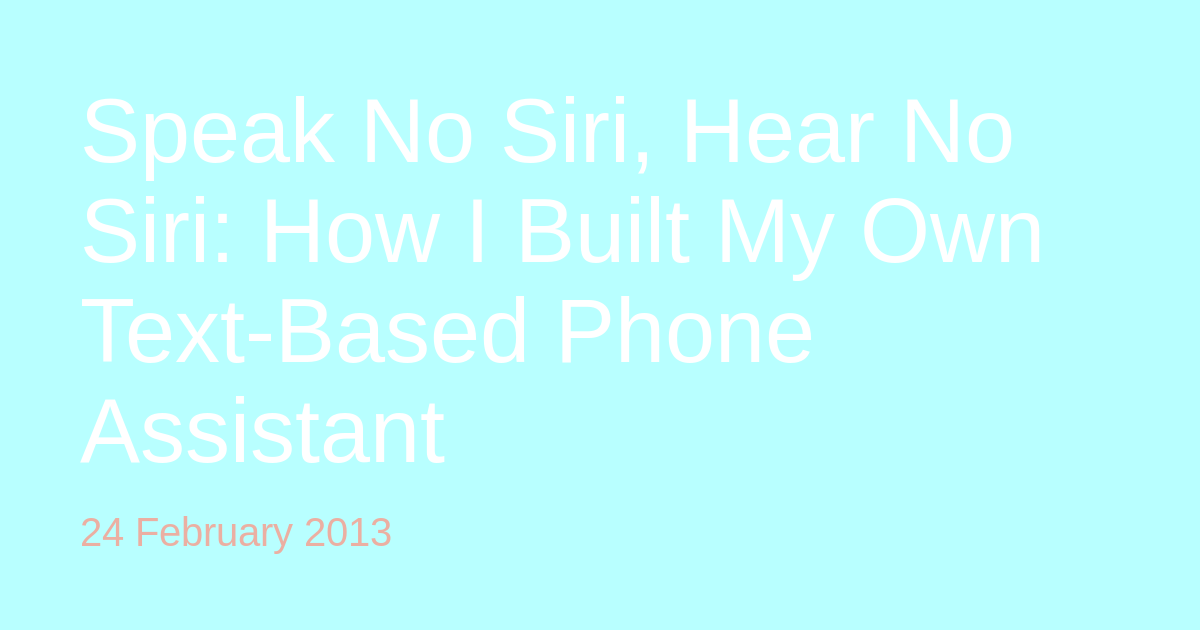 Speak No Siri, Hear No
Siri: How I Built My Own
Text-Based Phone
Assistant
24 February 2013